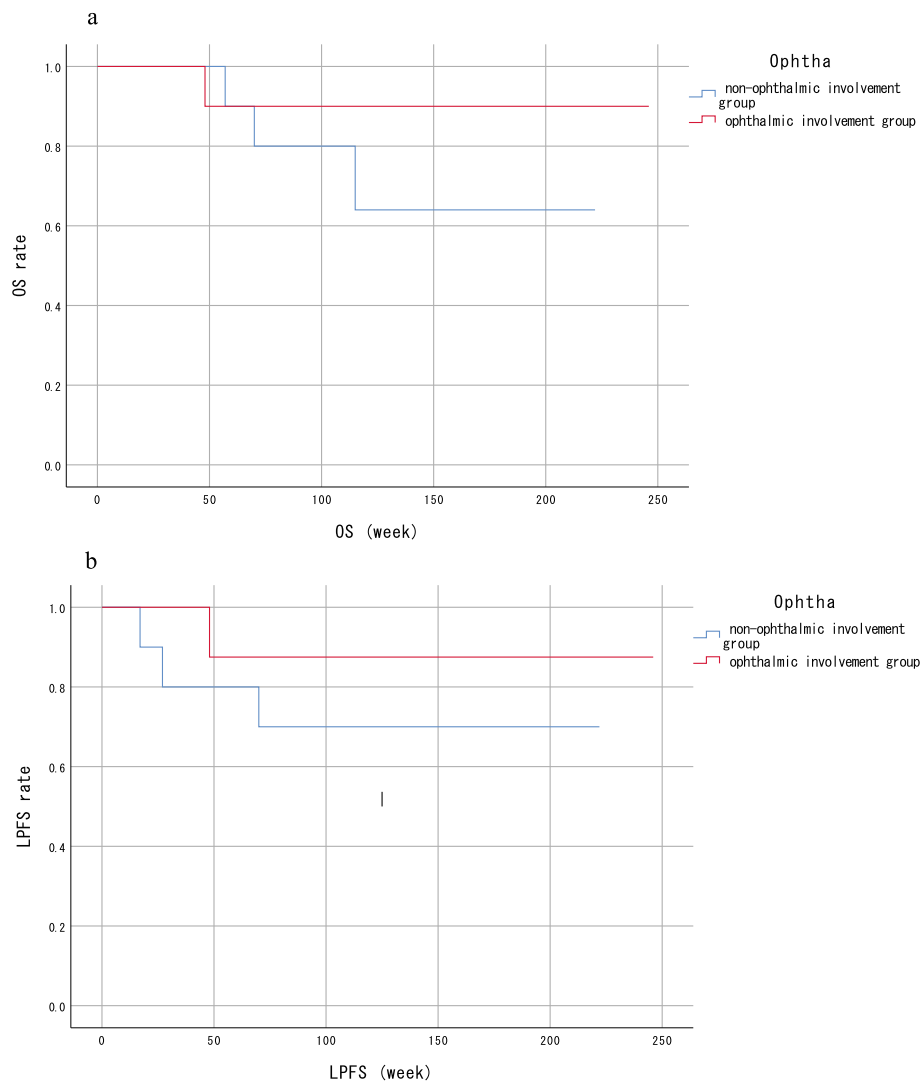 a
Ophtha
non-ophthalmic involvement
group
ophthalmic involvement group
1.0
0.8
0.6
0.4
0.2
0.0
OS rate
0 50 100 150 200 250
OS (week)
b
Ophtha
non-ophthalmic involvement
group
ophthalmic involvement group
1.0
0.8
0.6
0.4
0.2
0.0
LPFS rate
0 50 100 150 200 250
LPFS (week)